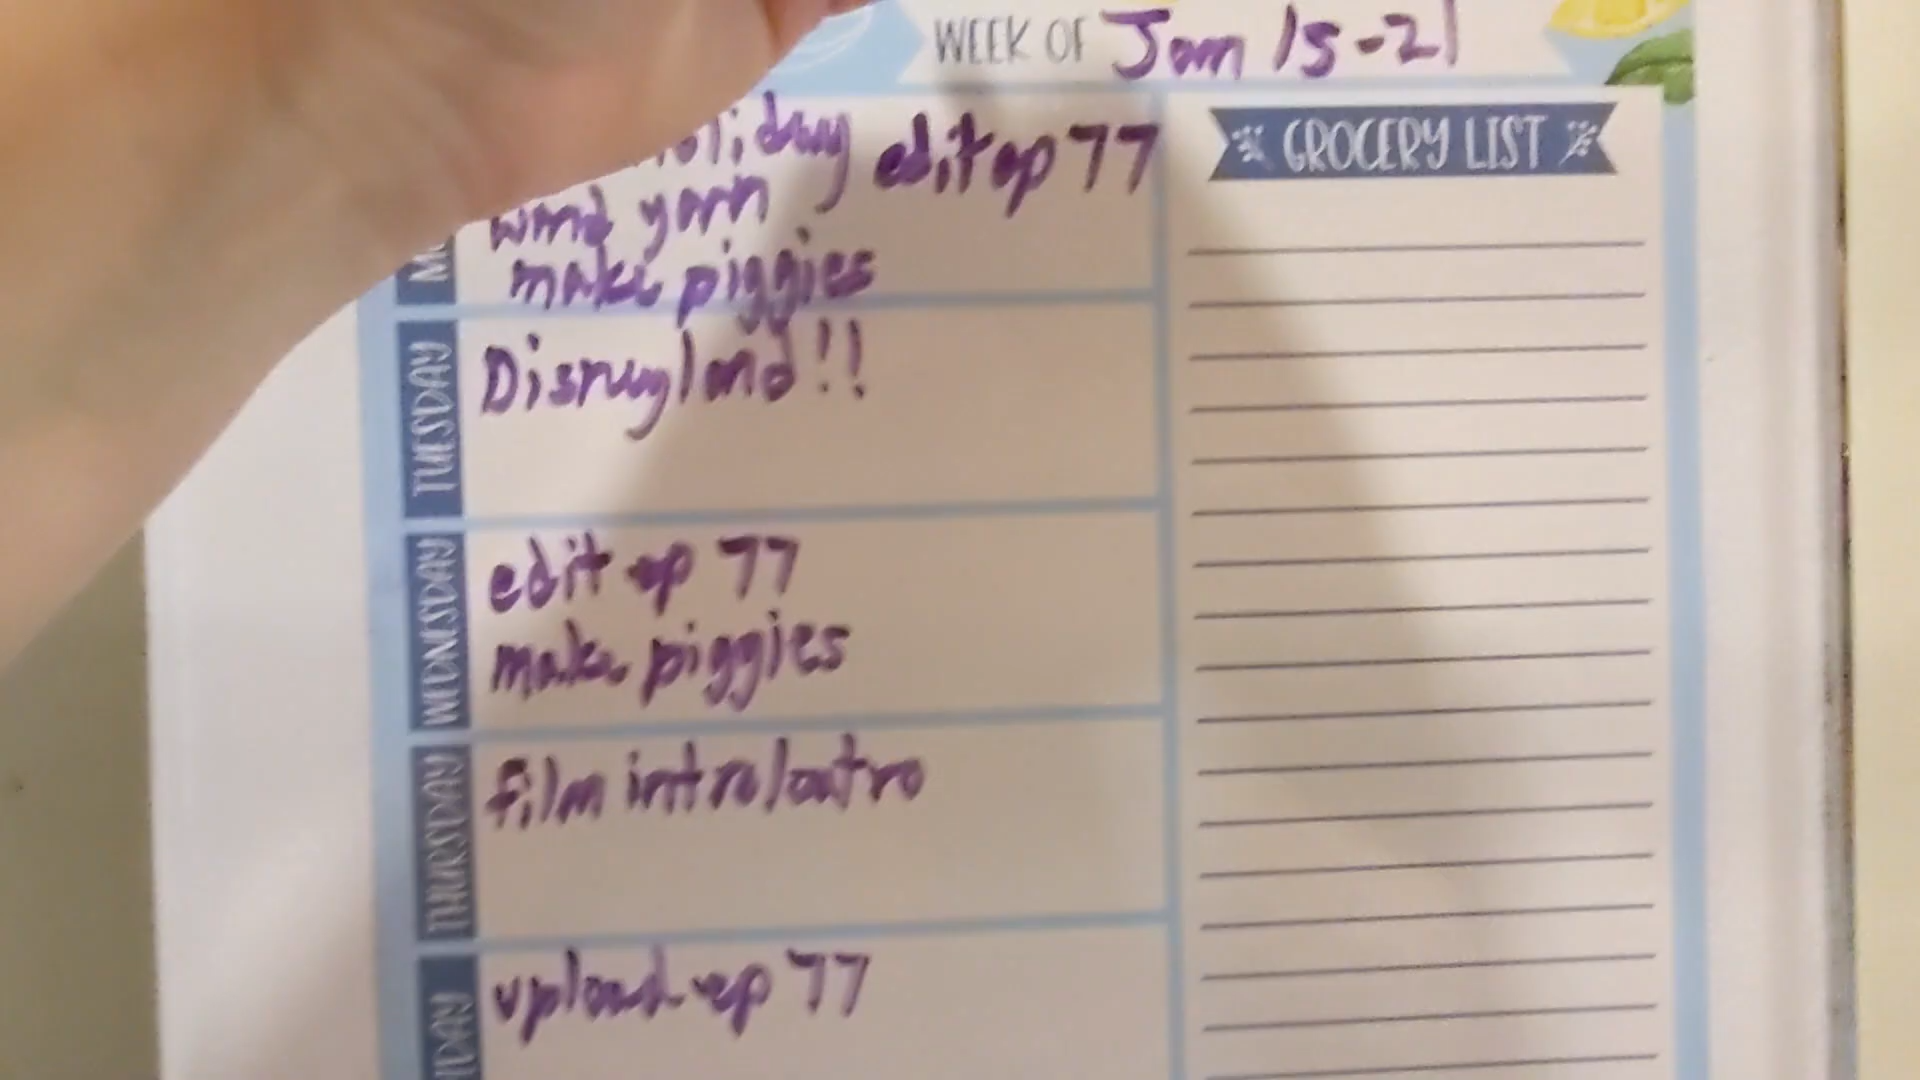 WEEK OF Jan 15-21
GROCERY LIST
holiday edit ep 77
wind yarn
make piggies
TUESDAY
Disneyland!!
WEDNESDAY
edit ep 77
make piggies
THURSDAY
film intro/outro
upload ep 77